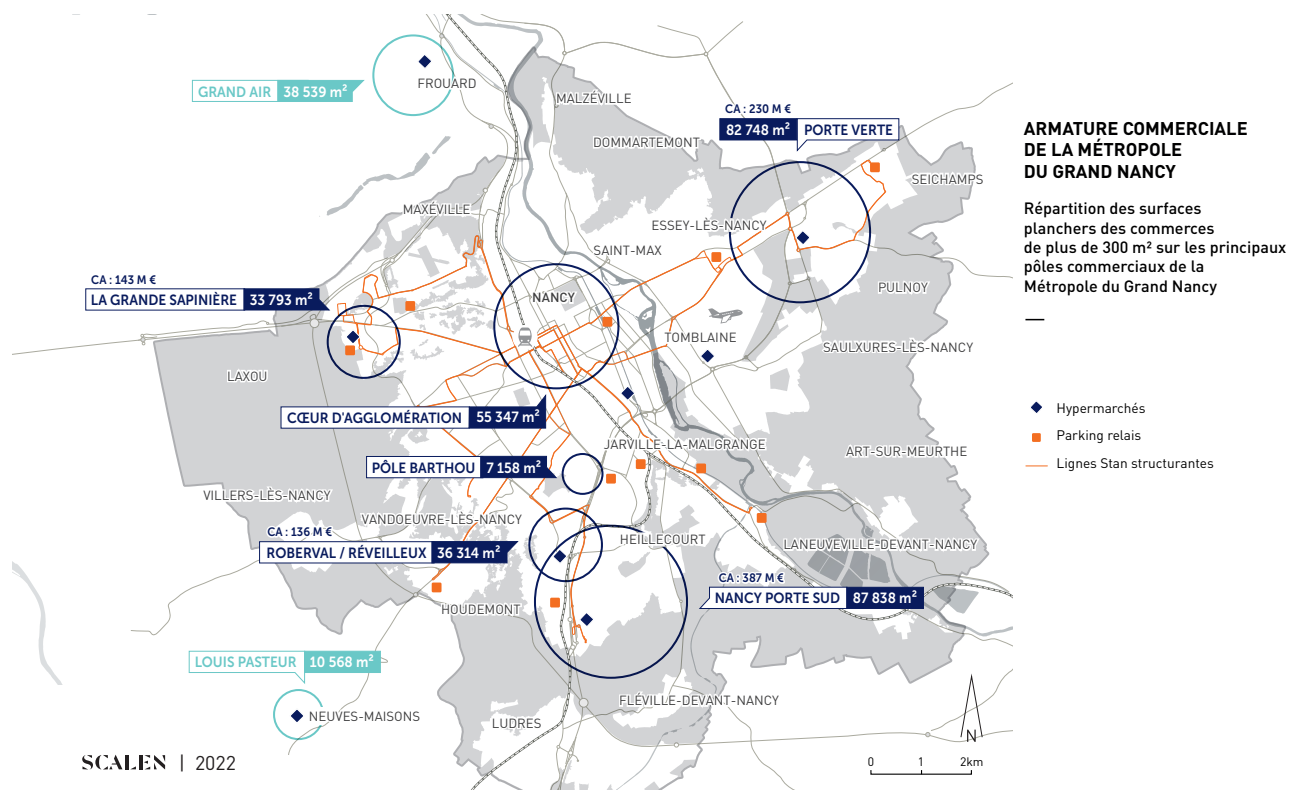 FROUARD
GRAND AIR 38 539 m²
MALZÉVILLE
DOMMARTEMONT
CA : 230 M €
82 748 m² PORTE VERTE
SEICHAMPS
MAXÉVILLE
ESSEY-LÈS-NANCY
SAINT-MAX
CA : 143 M €
LA GRANDE SAPINIÈRE 33 793 m²
NANCY
PULNOY
TOMBLAINE
SAULXURES-LÈS-NANCY
LAXOU
CŒUR D'AGGLOMÉRATION 55 347 m²
JARVILLE-LA-MALGRANGE
ART-SUR-MEURTHE
PÔLE BARTHOU 7 158 m²
VILLERS-LÈS-NANCY
VANDOEUVRE-LÈS-NANCY
CA : 136 M €
ROBERVAL / RÉVEILLEUX 36 314 m²
HEILLECOURT
LANEUVEVILLE-DEVANT-NANCY
CA : 387 M €
NANCY PORTE SUD 87 838 m²
HOUDEMONT
LOUIS PASTEUR 10 568 m²
FLÉVILLE-DEVANT-NANCY
NEUVES-MAISONS
LUDRES
N
0 1 2km
SCALEN | 2022
ARMATURE COMMERCIALE
DE LA MÉTROPOLE
DU GRAND NANCY
Répartition des surfaces
planchers des commerces
de plus de 300 m² sur les principaux
pôles commerciaux de la
Métropole du Grand Nancy
Hypermarchés
Parking relais
Lignes Stan structurantes